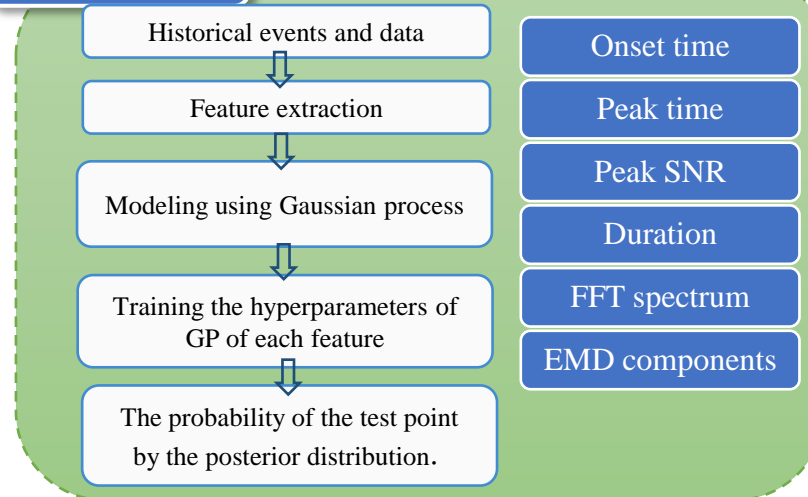 Historical events and data
Feature extraction
Modeling using Gaussian process
Training the hyperparameters of
GP of each feature
The probability of the test point
by the posterior distribution.
Onset time
Peak time
Peak SNR
Duration
FFT spectrum
EMD components